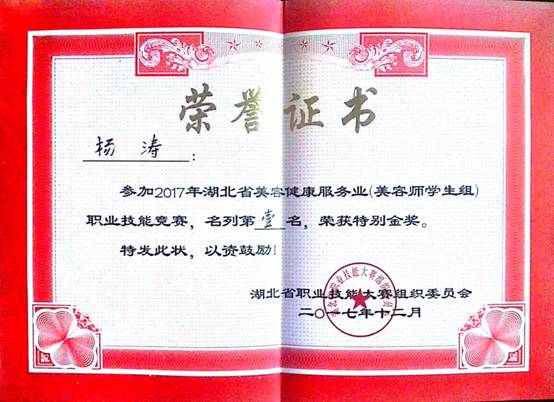 荣誉证书
杨涛：
参加2017年湖北省美容健康服务业(美容师学生组)
职业技能竞赛，名列第壹名，荣获特别金奖。
特发此状，以资鼓励！
湖北省职业技能大赛组织委员会
二〇一七年十二月